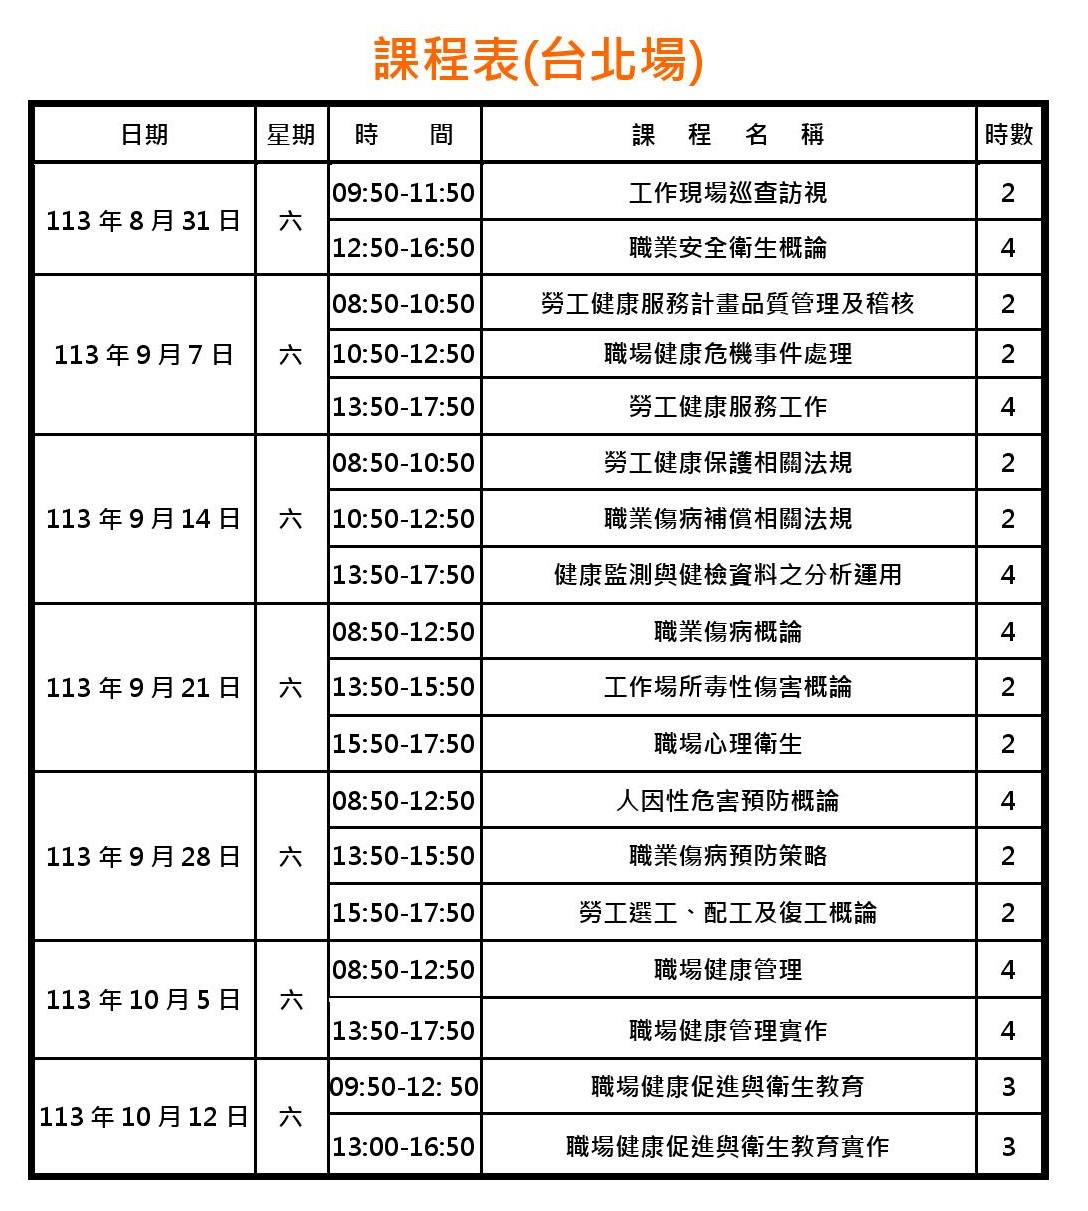 課程表(台北場)
日期 星期 時 間 課 程 名 稱 時數
113 年 8 月 31 日 六 09:50-11:50 工作現場巡查訪視 2
12:50-16:50 職業安全衛生概論 4
113 年 9 月 7 日 六 08:50-10:50 勞工健康服務計畫品質管理及稽核 2
10:50-12:50 職場健康危機事件處理 2
13:50-17:50 勞工健康服務工作 4
113 年 9 月 14 日 六 08:50-10:50 勞工健康保護相關法規 2
10:50-12:50 職業傷病補償相關法規 2
13:50-17:50 健康監測與健檢資料之分析運用 4
113 年 9 月 21 日 六 08:50-12:50 職業傷病概論 4
13:50-15:50 工作場所毒性傷害概論 2
15:50-17:50 職場心理衛生 2
113 年 9 月 28 日 六 08:50-12:50 人因性危害預防概論 4
13:50-15:50 職業傷病預防策略 2
15:50-17:50 勞工選工、配工及復工概論 2
113 年 10 月 5 日 六 08:50-12:50 職場健康管理 4
13:50-17:50 職場健康管理實作 4
113 年 10 月 12 日 六 09:50-12: 50 職場健康促進與衛生教育 3
13:00-16:50 職場健康促進與衛生教育實作 3